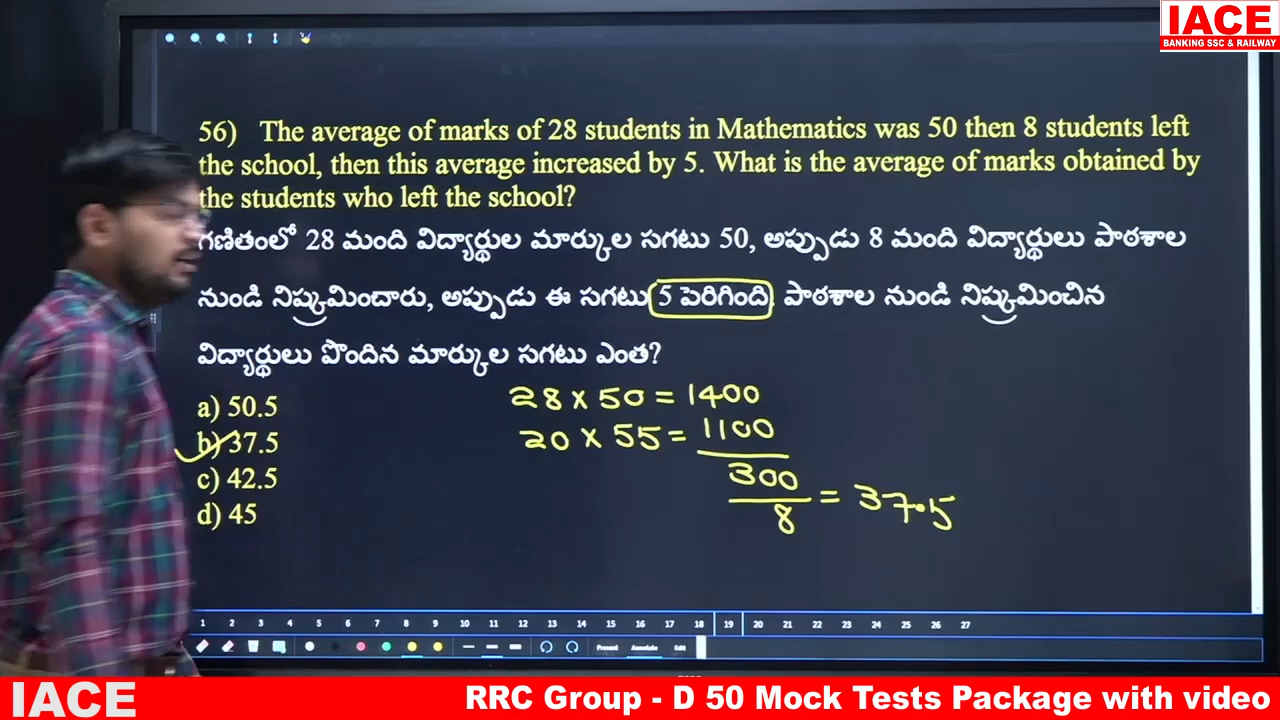 IACE
BANKING SSC & RAILWAY
56) The average of marks of 28 students in Mathematics was 50 then 8 students left
the school, then this average increased by 5. What is the average of marks obtained by
the students who left the school?
గణితంలో 28 మంది విద్యార్థుల మార్కుల సగటు 50, అప్పుడు 8 మంది విద్యార్థులు పాఠశాల
నుండి నిష్క్రమించారు, అప్పుడు ఈ సగటు 5 పెరిగింది. పాఠశాల నుండి నిష్క్రమించిన
విద్యార్థులు పొందిన మార్కుల సగటు ఎంత?
a) 50.5
b) 37.5
c) 42.5
d) 45
28 × 50 = 1400
20 × 55 = 1100
300
8 = 37.5
1 2 3 4 5 6 7 8 9 10 11 12 13 14 15 16 17 18 19 20 21 22 23 24 25 26 27
Present Annotate Edit
IACE RRC Group - D 50 Mock Tests Package with video